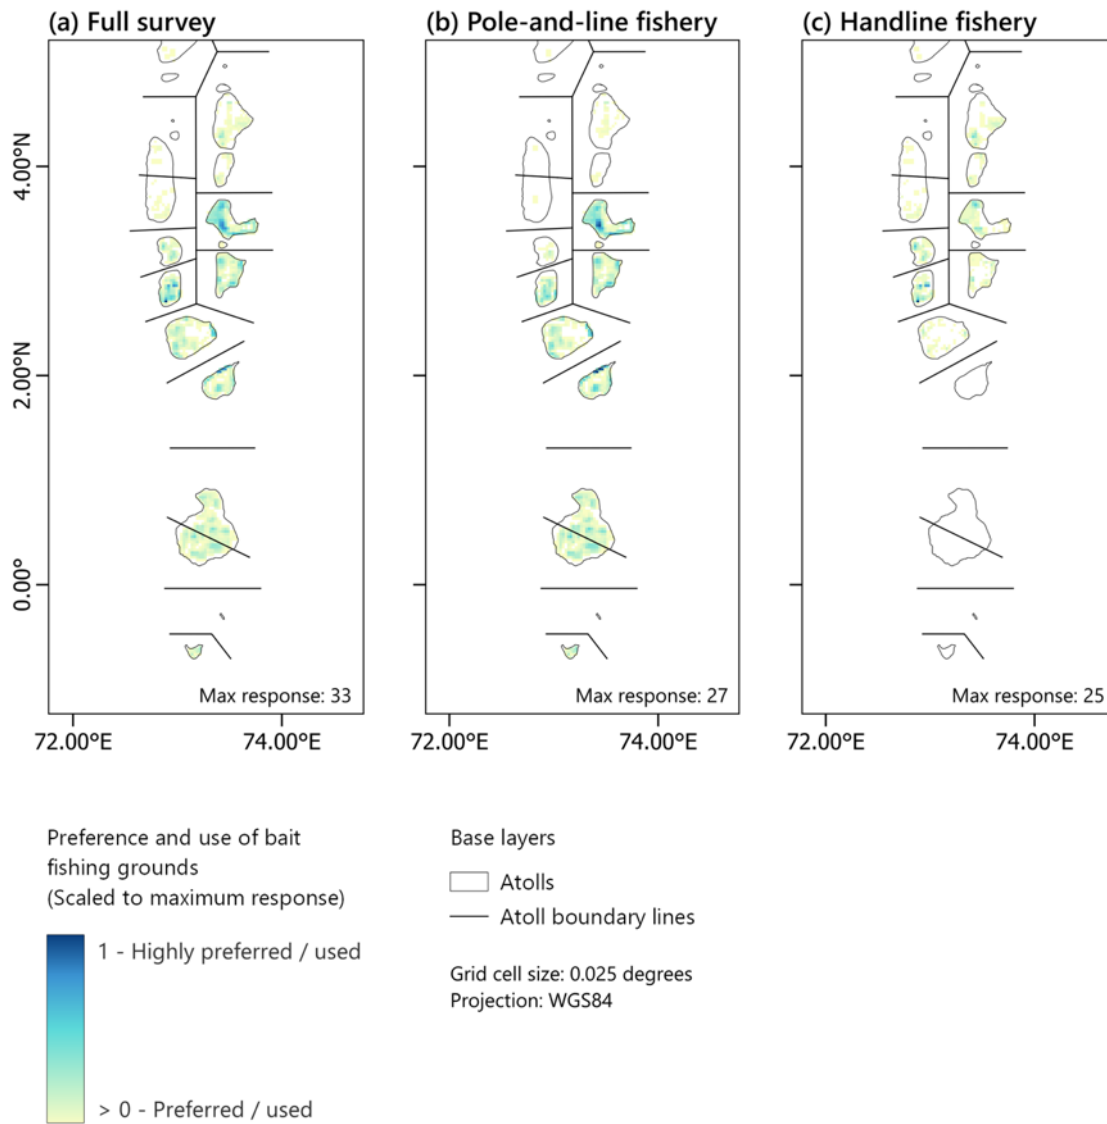 (a) Full survey
(b) Pole-and-line fishery
(c) Handline fishery
4.00°N
2.00°N
0.00°
Max response: 33
Max response: 27
Max response: 25
72.00°E
74.00°E
72.00°E
74.00°E
72.00°E
74.00°E
Preference and use of bait
fishing grounds
(Scaled to maximum response)
1 - Highly preferred / used
> 0 - Preferred / used
Base layers
Atolls
Atoll boundary lines
Grid cell size: 0.025 degrees
Projection: WGS84